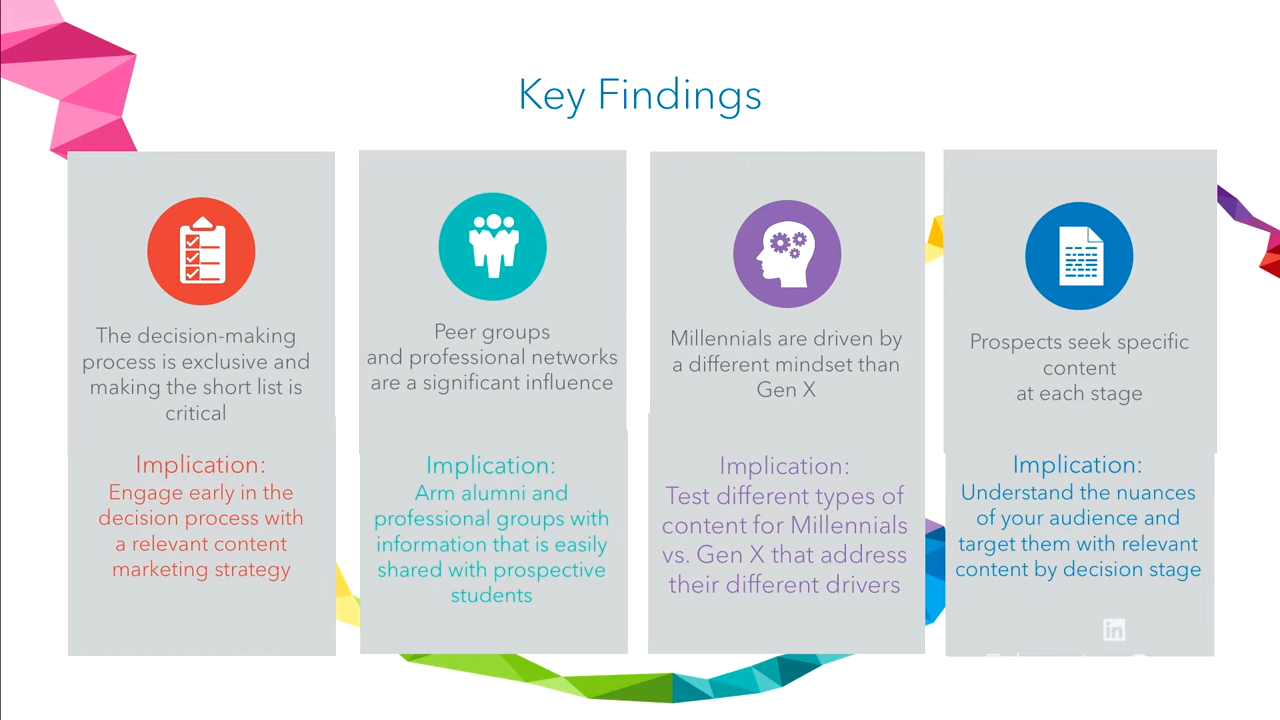 Key Findings
The decision-making
process is exclusive and
making the short list is
critical
Implication:
Engage early in the
decision process with
a relevant content
marketing strategy
Peer groups
and professional networks
are a significant influence
Implication:
Arm alumni and
professional groups with
information that is easily
shared with prospective
students
Millennials are driven by
a different mindset than
Gen X
Implication:
Test different types of
content for Millennials
vs. Gen X that address
their different drivers
Prospects seek specific
content
at each stage
Implication:
Understand the nuances
of your audience and
target them with relevant
content by decision stage
in